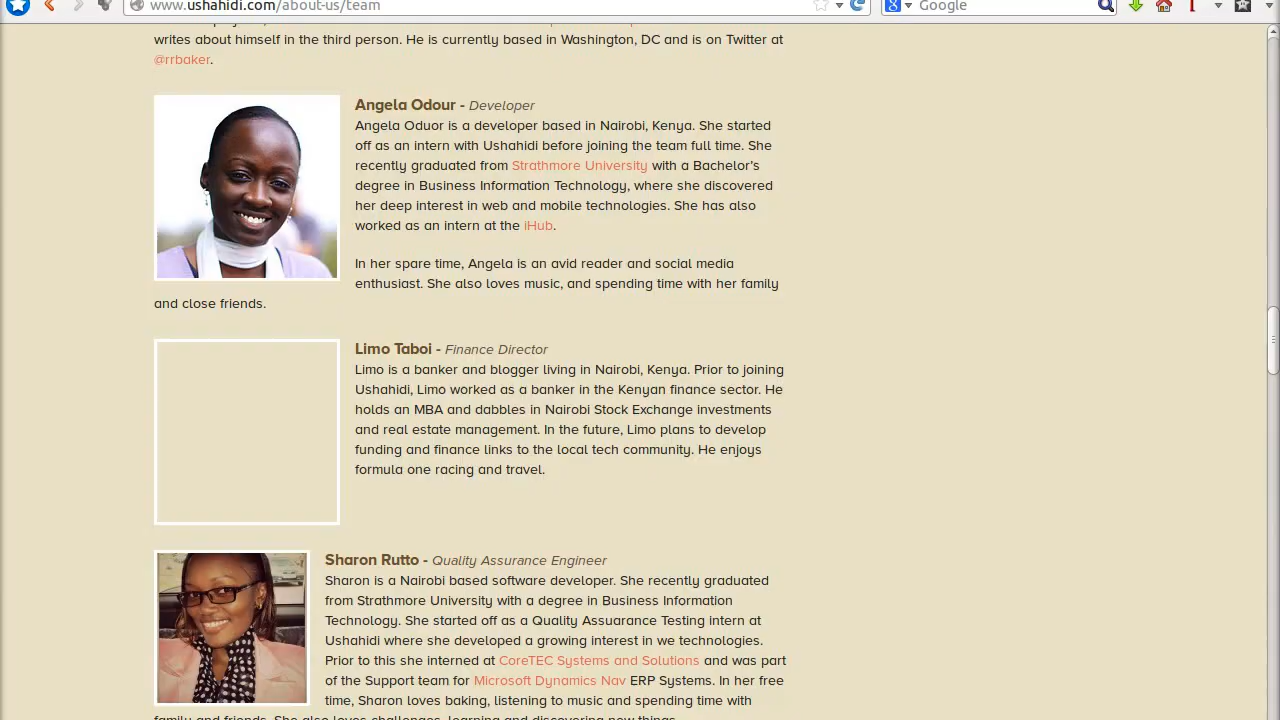 www.ushahidi.com/about-us/team
Google
writes about himself in the third person. He is currently based in Washington, DC and is on Twitter at
@rrbaker.
Angela Odour - Developer
Angela Oduor is a developer based in Nairobi, Kenya. She started
off as an intern with Ushahidi before joining the team full time. She
recently graduated from Strathmore University with a Bachelor's
degree in Business Information Technology, where she discovered
her deep interest in web and mobile technologies. She has also
worked as an intern at the iHub.
In her spare time, Angela is an avid reader and social media
enthusiast. She also loves music, and spending time with her family
and close friends.
Limo Taboi - Finance Director
Limo is a banker and blogger living in Nairobi, Kenya. Prior to joining
Ushahidi, Limo worked as a banker in the Kenyan finance sector. He
holds an MBA and dabbles in Nairobi Stock Exchange investments
and real estate management. In the future, Limo plans to develop
funding and finance links to the local tech community. He enjoys
formula one racing and travel.
Sharon Rutto - Quality Assurance Engineer
Sharon is a Nairobi based software developer. She recently graduated
from Strathmore University with a degree in Business Information
Technology. She started off as a Quality Assuarance Testing intern at
Ushahidi where she developed a growing interest in we technologies.
Prior to this she interned at CoreTEC Systems and Solutions and was part
of the Support team for Microsoft Dynamics Nav ERP Systems. In her free
time, Sharon loves baking, listening to music and spending time with
family and friends. She also loves challenges, learning and discovering new things.